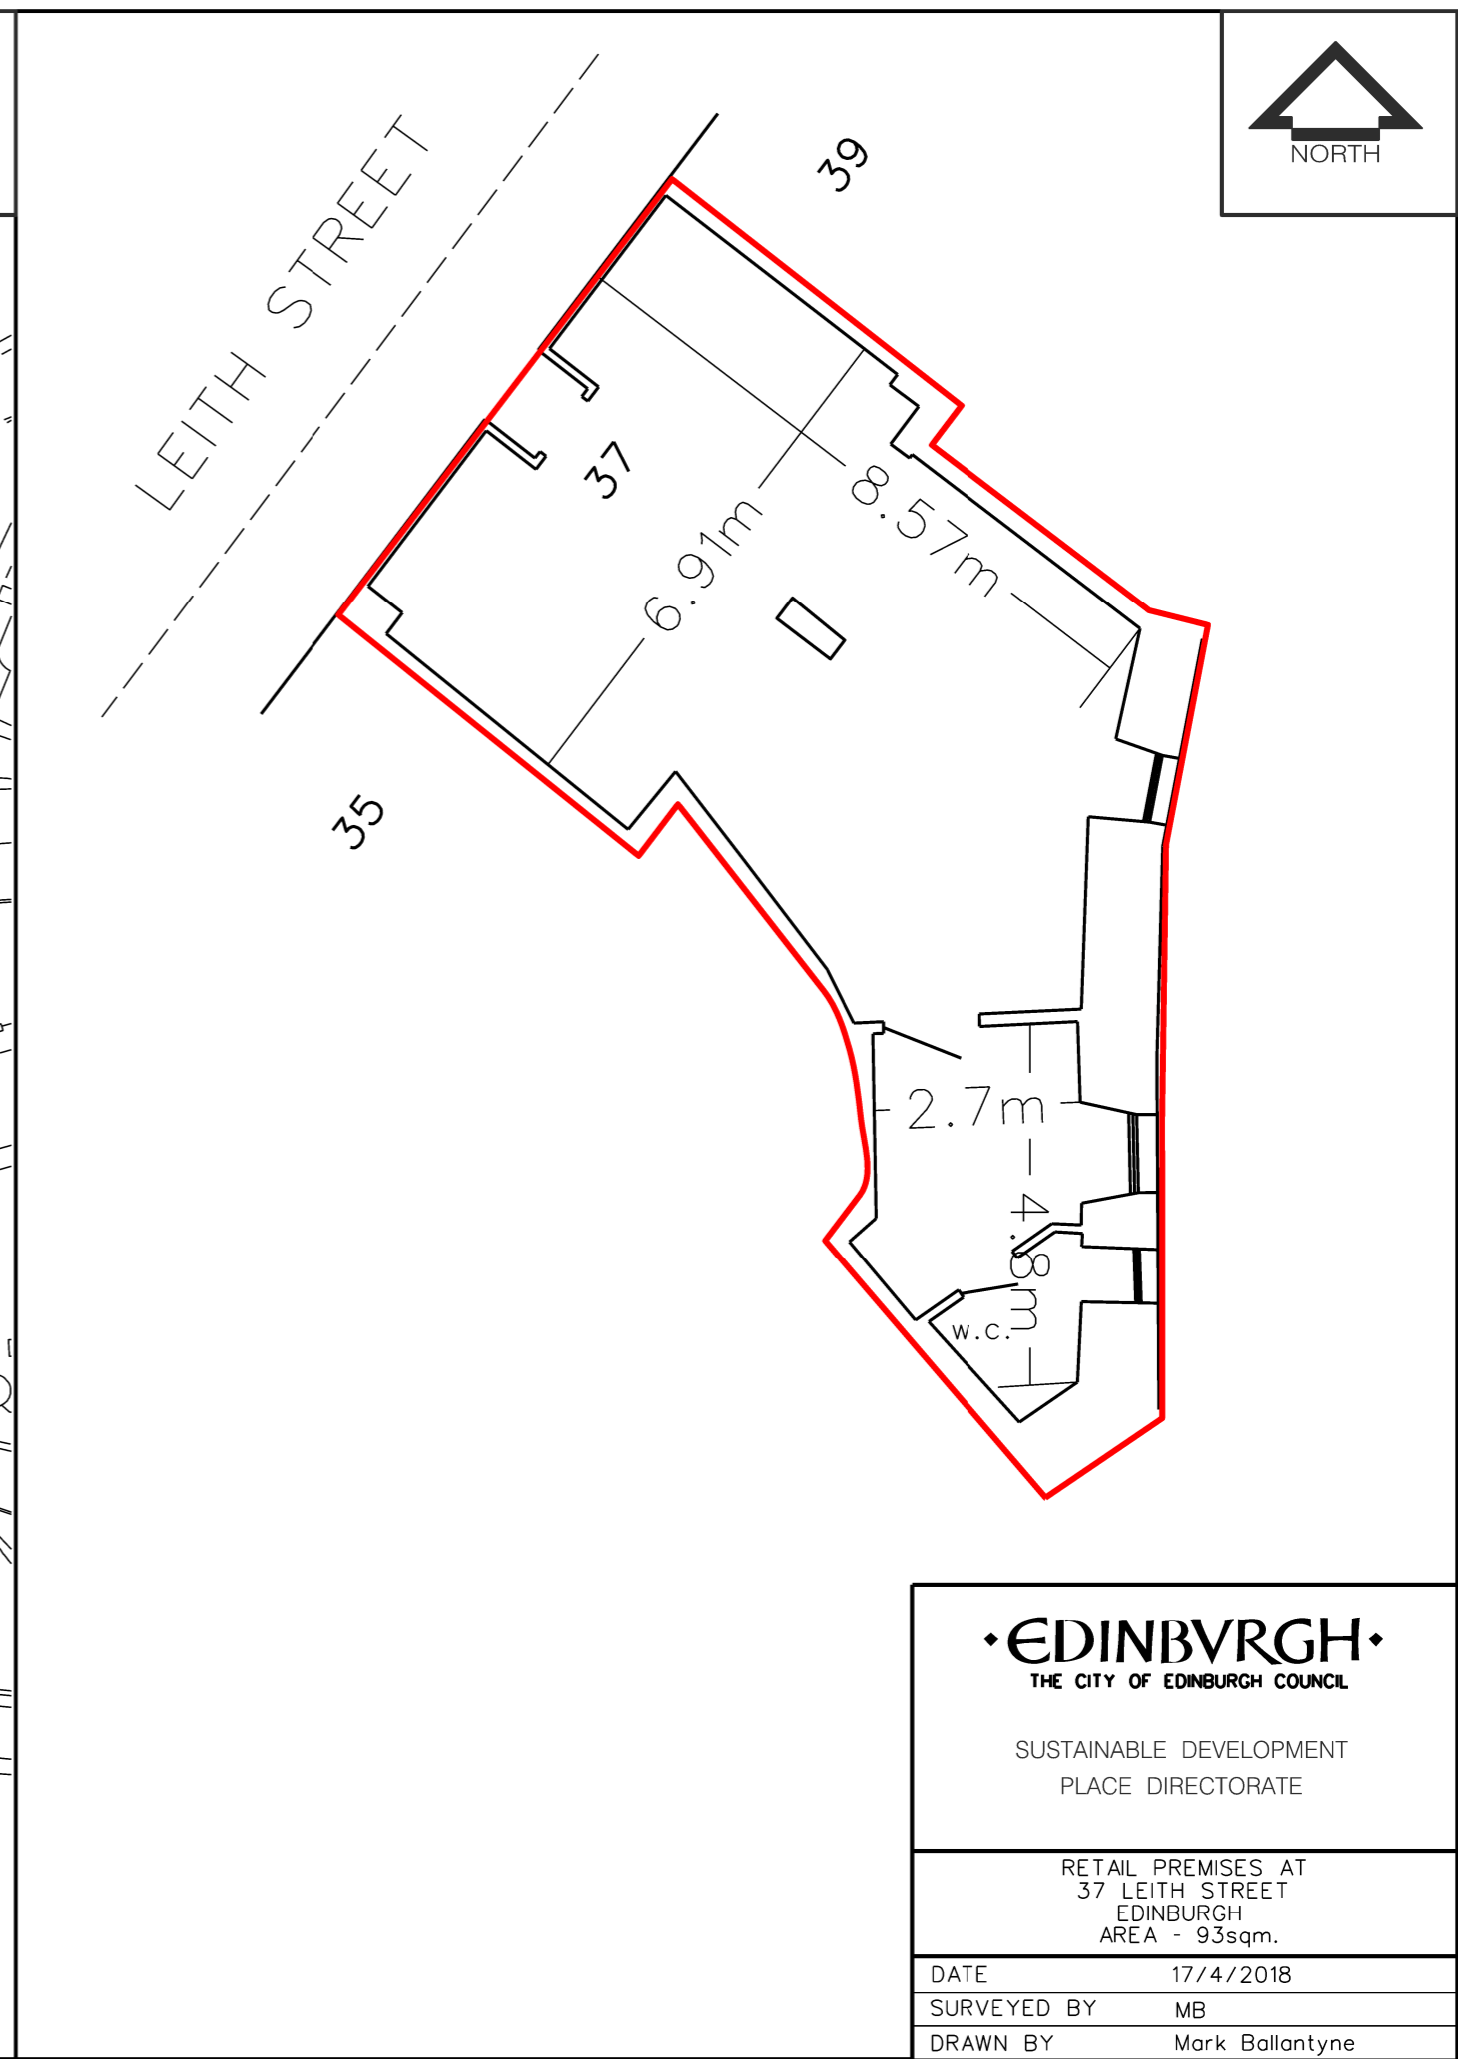 NORTH
39
LEITH STREET
37
8.57m
6.91m
35
2.7m
4.8m
w.c.
EDINBVRGH
THE CITY OF EDINBURGH COUNCIL
SUSTAINABLE DEVELOPMENT
PLACE DIRECTORATE
RETAIL PREMISES AT
37 LEITH STREET
EDINBURGH
AREA - 93sqm.
DATE 17/4/2018
SURVEYED BY MB
DRAWN BY Mark Ballantyne